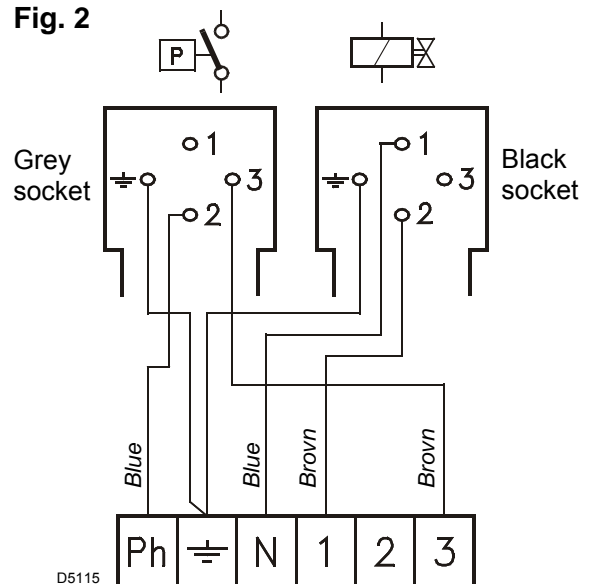 Fig. 2
P
Grey
socket
1
3
2
1
3
2
Black
socket
Blue
Blue
Brovn
Brovn
Ph N 1 2 3
D5115